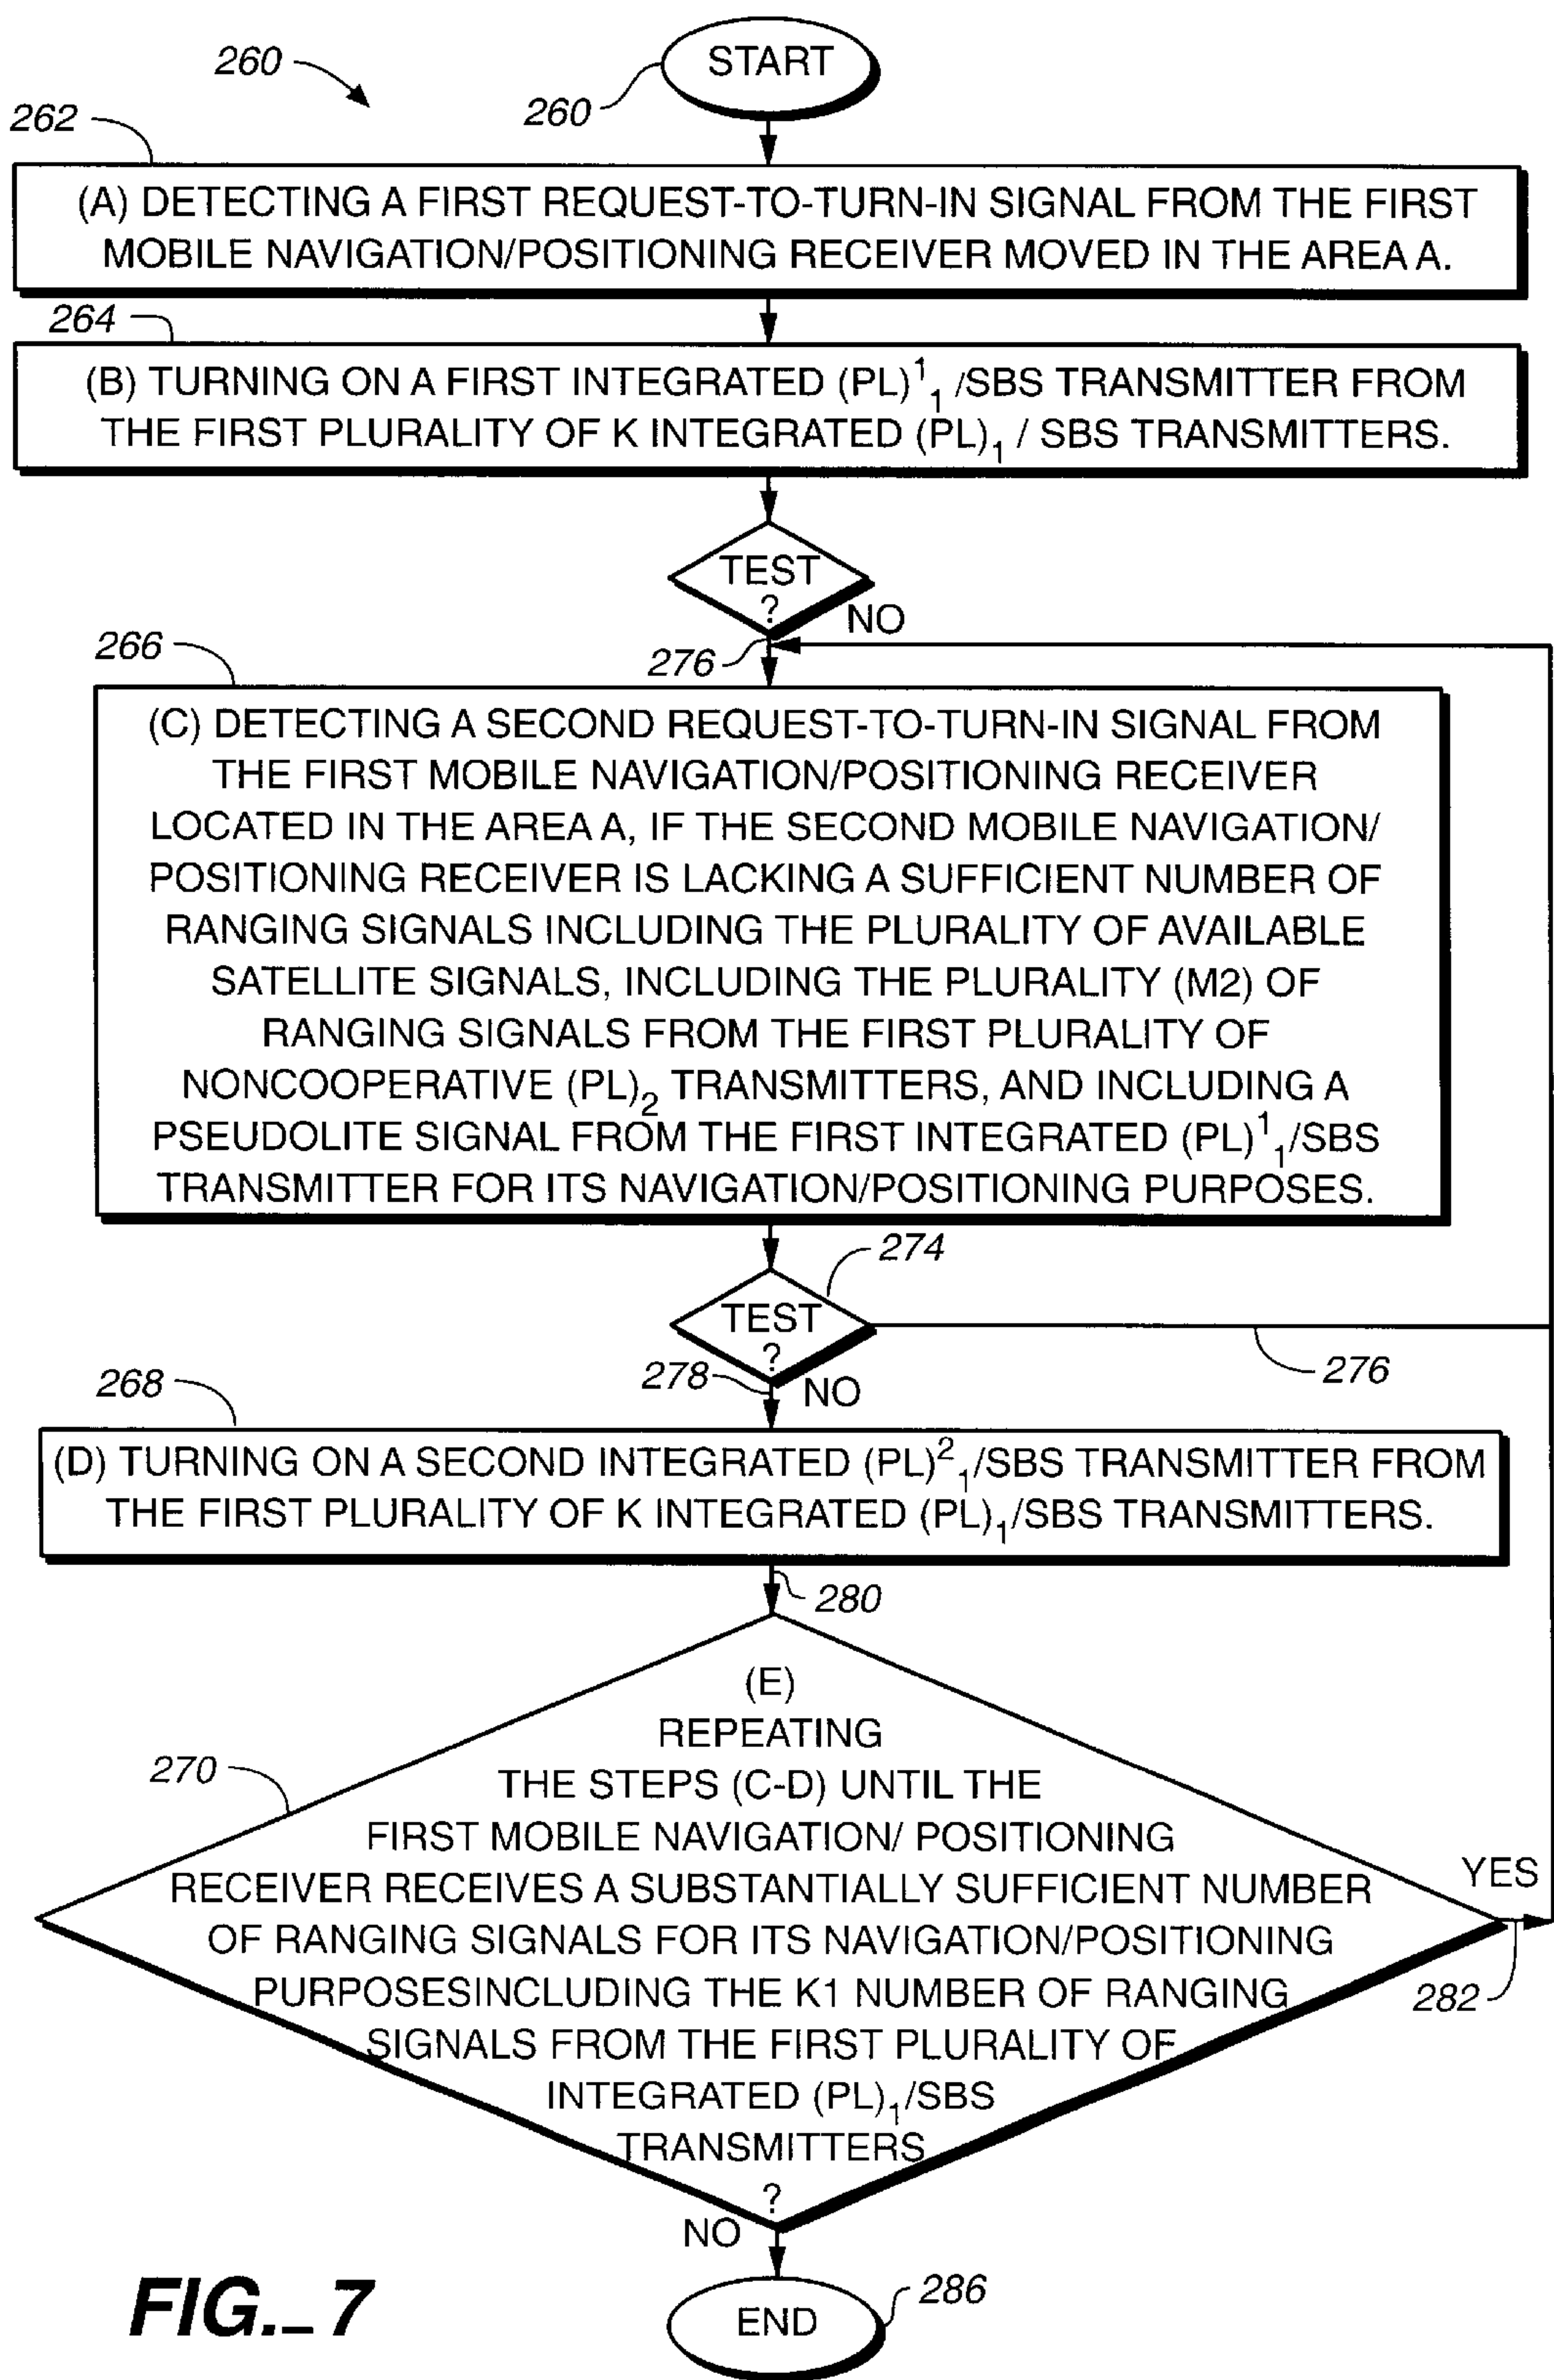 260
START
260
262
(A) DETECTING A FIRST REQUEST-TO-TURN-IN SIGNAL FROM THE FIRST
MOBILE NAVIGATION/POSITIONING RECEIVER MOVED IN THE AREA A.
264
(B) TURNING ON A FIRST INTEGRATED (PL)¹₁ /SBS TRANSMITTER FROM
THE FIRST PLURALITY OF K INTEGRATED (PL)₁ / SBS TRANSMITTERS.
TEST
?
NO
266
276
(C) DETECTING A SECOND REQUEST-TO-TURN-IN SIGNAL FROM
THE FIRST MOBILE NAVIGATION/POSITIONING RECEIVER
LOCATED IN THE AREA A, IF THE SECOND MOBILE NAVIGATION/
POSITIONING RECEIVER IS LACKING A SUFFICIENT NUMBER OF
RANGING SIGNALS INCLUDING THE PLURALITY OF AVAILABLE
SATELLITE SIGNALS, INCLUDING THE PLURALITY (M2) OF
RANGING SIGNALS FROM THE FIRST PLURALITY OF
NONCOOPERATIVE (PL)₂ TRANSMITTERS, AND INCLUDING A
PSEUDOLITE SIGNAL FROM THE FIRST INTEGRATED (PL)¹₁/SBS
TRANSMITTER FOR ITS NAVIGATION/POSITIONING PURPOSES.
274
TEST
?
276
278
NO
268
(D) TURNING ON A SECOND INTEGRATED (PL)²₁/SBS TRANSMITTER FROM
THE FIRST PLURALITY OF K INTEGRATED (PL)₁/SBS TRANSMITTERS.
280
(E)
REPEATING
THE STEPS (C-D) UNTIL THE
FIRST MOBILE NAVIGATION/ POSITIONING
RECEIVER RECEIVES A SUBSTANTIALLY SUFFICIENT NUMBER
OF RANGING SIGNALS FOR ITS NAVIGATION/POSITIONING
PURPOSESINCLUDING THE K1 NUMBER OF RANGING
SIGNALS FROM THE FIRST PLURALITY OF
INTEGRATED (PL)₁/SBS
TRANSMITTERS
?
270
YES
282
NO
END
286
FIG._7